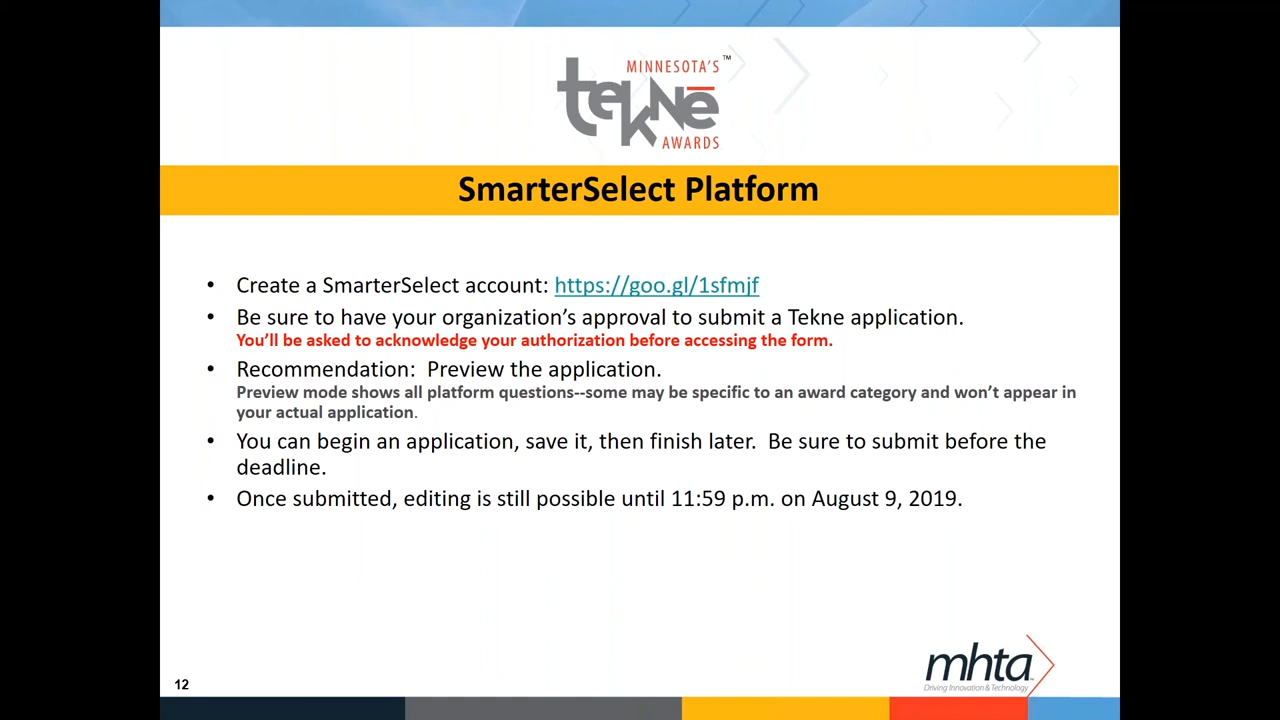 MINNESOTA'S™
tekne
AWARDS
SmarterSelect Platform
• Create a SmarterSelect account: https://goo.gl/1sfmjf
• Be sure to have your organization’s approval to submit a Tekne application.
You’ll be asked to acknowledge your authorization before accessing the form.
• Recommendation:  Preview the application.
Preview mode shows all platform questions--some may be specific to an award category and won’t appear in
your actual application.
• You can begin an application, save it, then finish later.  Be sure to submit before the
deadline.
• Once submitted, editing is still possible until 11:59 p.m. on August 9, 2019.
mhta
Driving Innovation & Technology
12